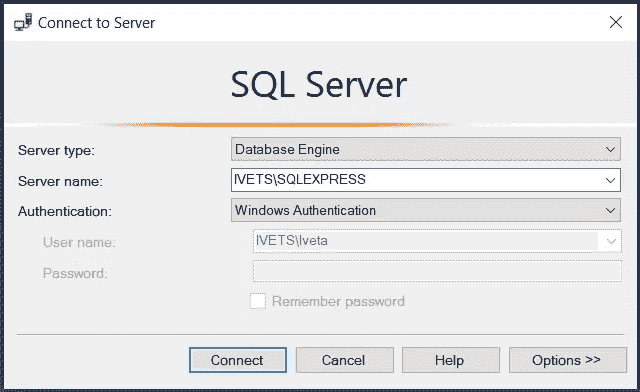 Connect to Server
SQL Server
Server type: Database Engine
Server name: IVETS\SQLEXPRESS
Authentication: Windows Authentication
User name: IVETS\Iveta
Password:
Remember password
Connect Cancel Help Options >>